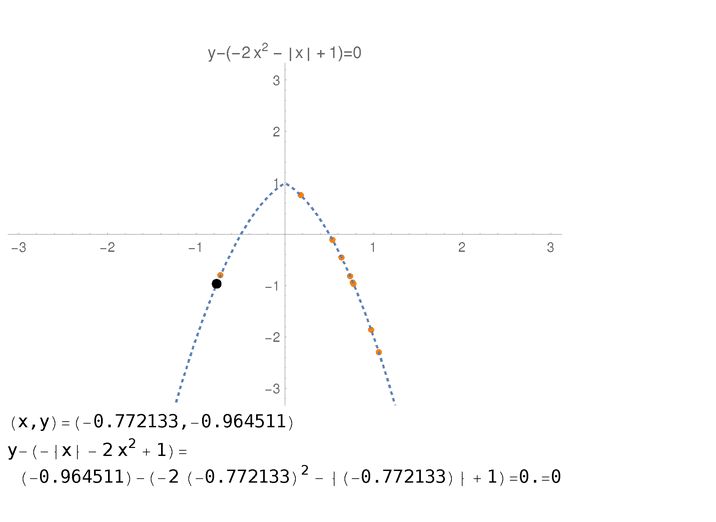 y−(−2 x² − |x| + 1)=0
3
2
1
−3 −2 −1 1 2 3
−1
−2
−3
(x,y)=(−0.772133,−0.964511)
y−(−|x| − 2 x² + 1)=
(−0.964511)−(−2 (−0.772133)² − |(−0.772133)| + 1)=0.=0